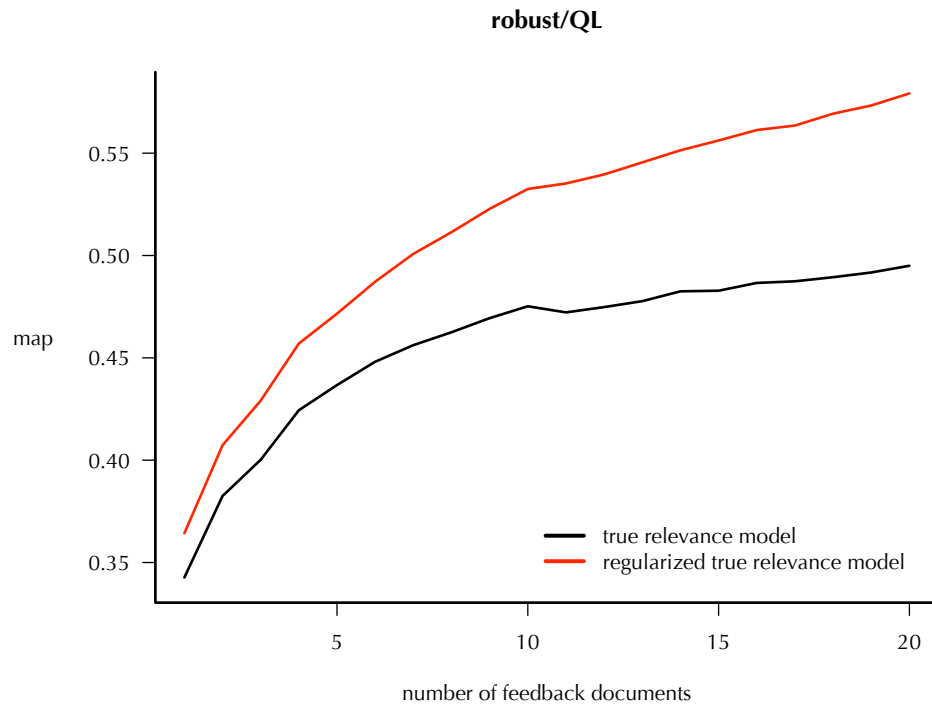 robust/QL
0.55
0.50
map
0.45
0.40
0.35
true relevance model
regularized true relevance model
5
10
15
20
number of feedback documents